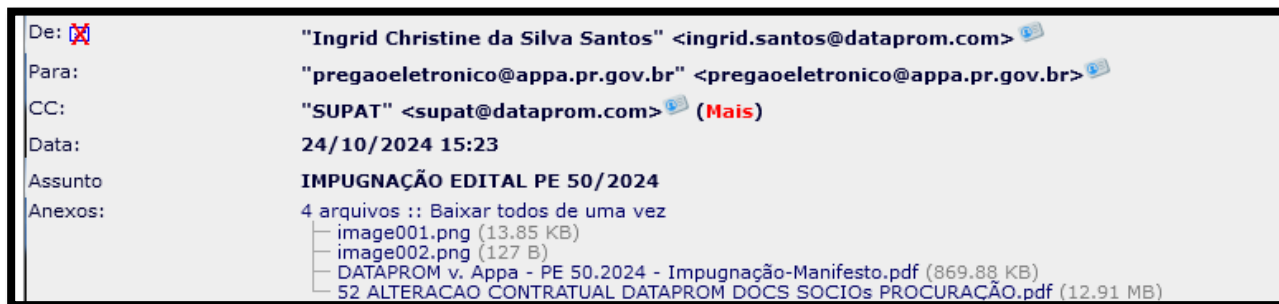 De: "Ingrid Christine da Silva Santos" <ingrid.santos@dataprom.com>
Para: "pregaoeletronico@appa.pr.gov.br" <pregaoeletronico@appa.pr.gov.br>
CC: "SUPAT" <supat@dataprom.com> (Mais)
Data: 24/10/2024 15:23
Assunto IMPUGNAÇÃO EDITAL PE 50/2024
Anexos: 4 arquivos :: Baixar todos de uma vez
image001.png (13.85 KB)
image002.png (127 B)
DATAPROM v. Appa - PE 50.2024 - Impugnação-Manifesto.pdf (869.88 KB)
52 ALTERACAO CONTRATUAL DATAPROM DOCS SOCIOs PROCURAÇÃO.pdf (12.91 MB)